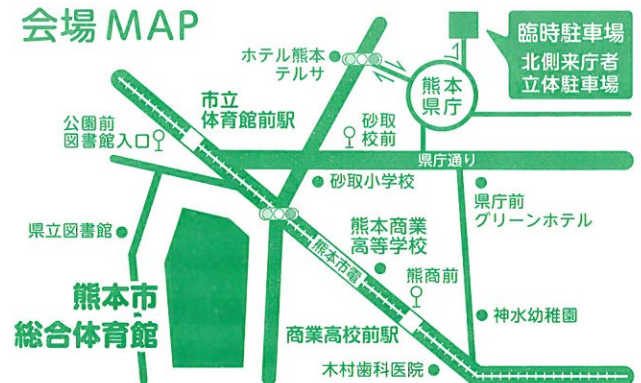 会場 MAP
臨時駐車場
北側来庁者
立体駐車場
ホテル熊本
テルサ
熊本
県庁
市立
体育館前駅
公園前
図書館入口
砂取
校前
県庁通り
砂取小学校
県庁前
グリーンホテル
県立図書館
熊本商業
高等学校
熊本市電
熊商前
熊本市
総合体育館
神水幼稚園
商業高校前駅
木村歯科医院